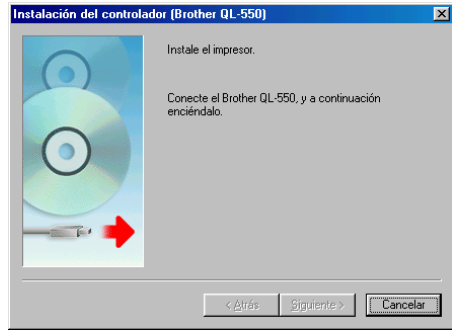 Instalación del controlador (Brother QL-550)
Instale el impresor.
Conecte el Brother QL-550, y a continuación
enciéndalo.
< Atrás
Siguiente >
Cancelar